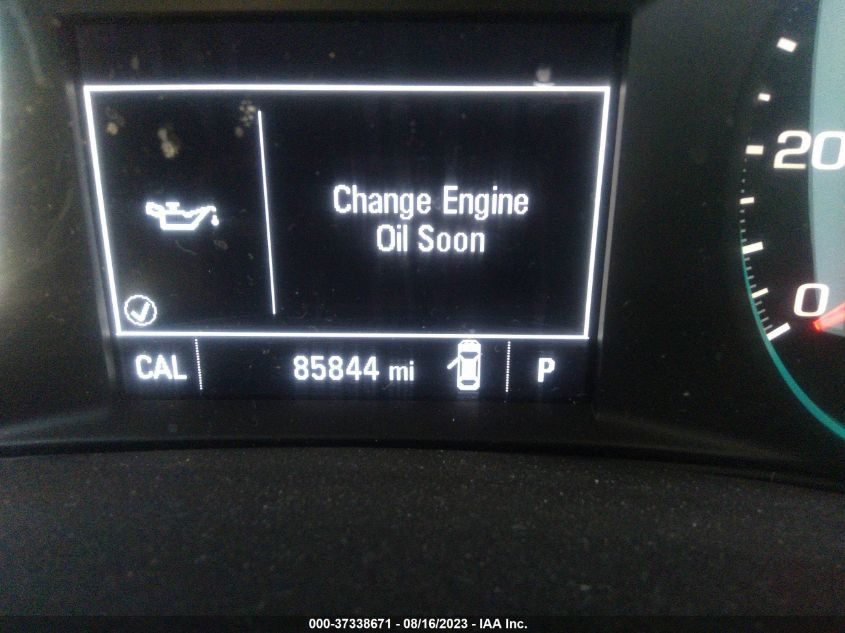 Change Engine
Oil Soon
CAL 85844 mi P
20
0
000-37338671 - 08/16/2023 - IAA Inc.